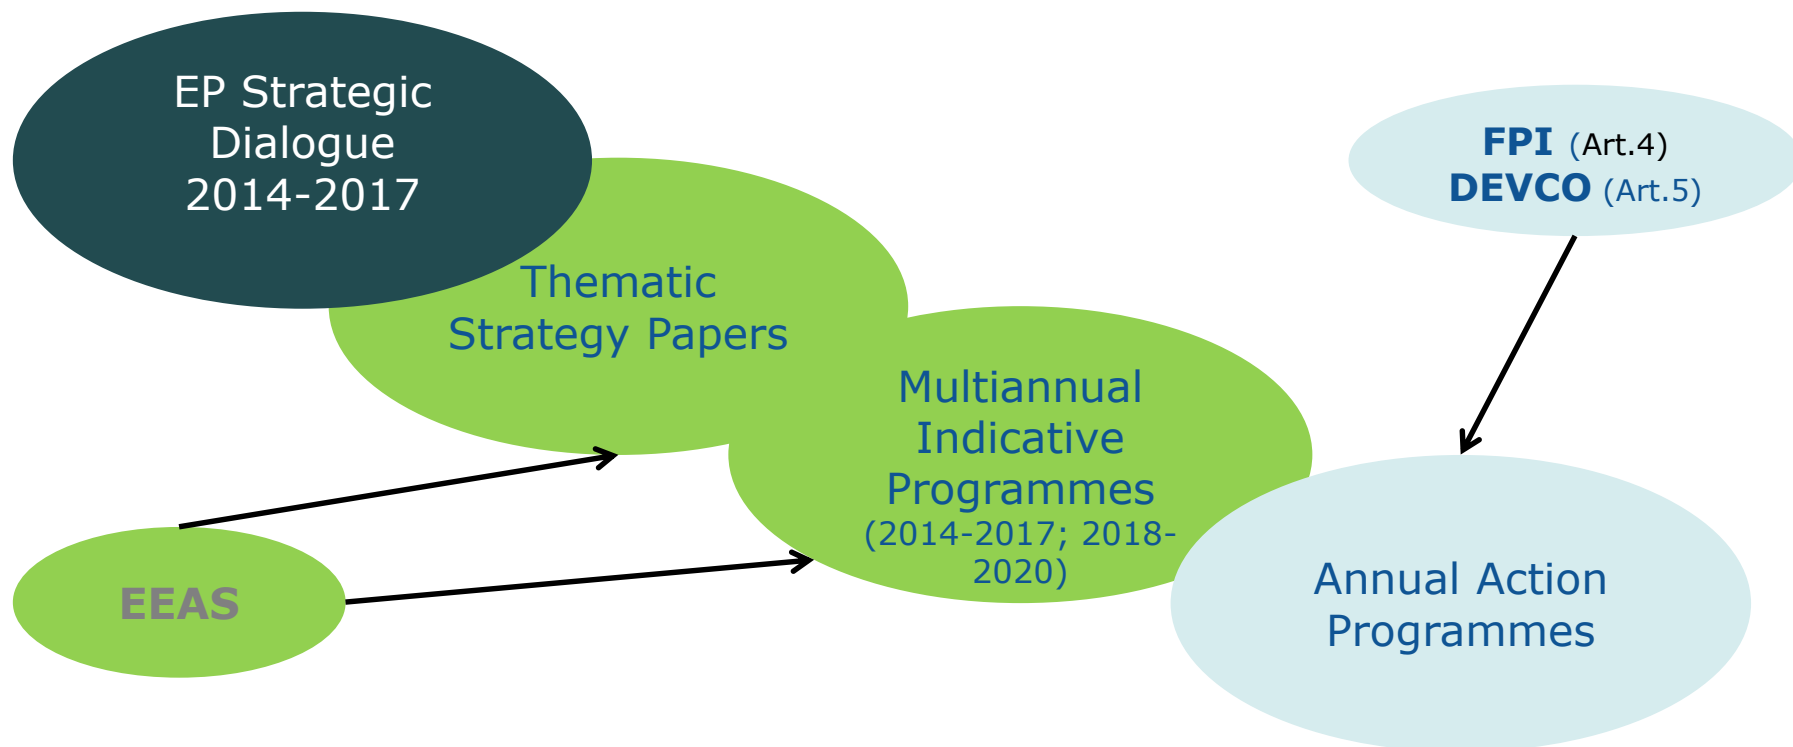 EP Strategic
Dialogue
2014-2017
FPI (Art.4)
DEVCO (Art.5)
Thematic
Strategy Papers
Multiannual
Indicative
Programmes
(2014-2017; 2018-
2020)
EEAS
Annual Action
Programmes